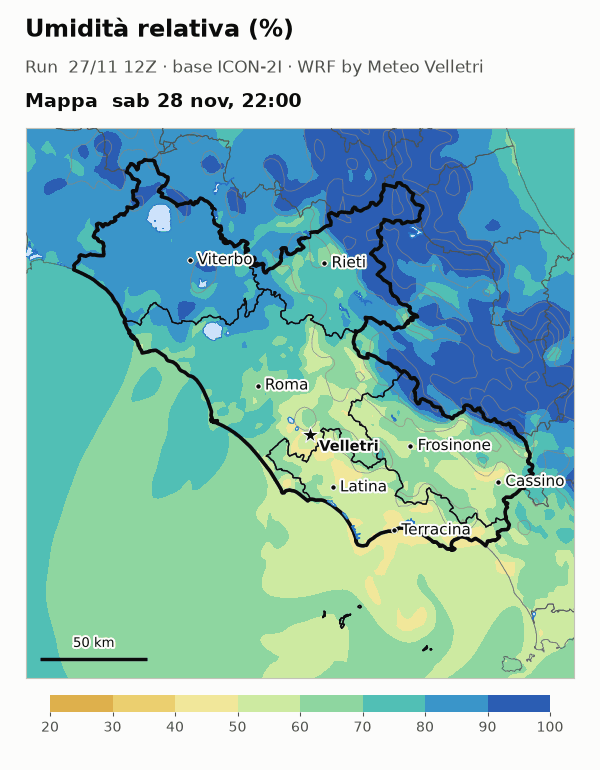 Umidità relativa (%)
Run  27/11 12Z · base ICON-2I · WRF by Meteo Velletri
Mappa  sab 28 nov, 22:00
Viterbo
Rieti
Roma
Velletri
Frosinone
Latina
Cassino
Terracina
50 km
20 30 40 50 60 70 80 90 100